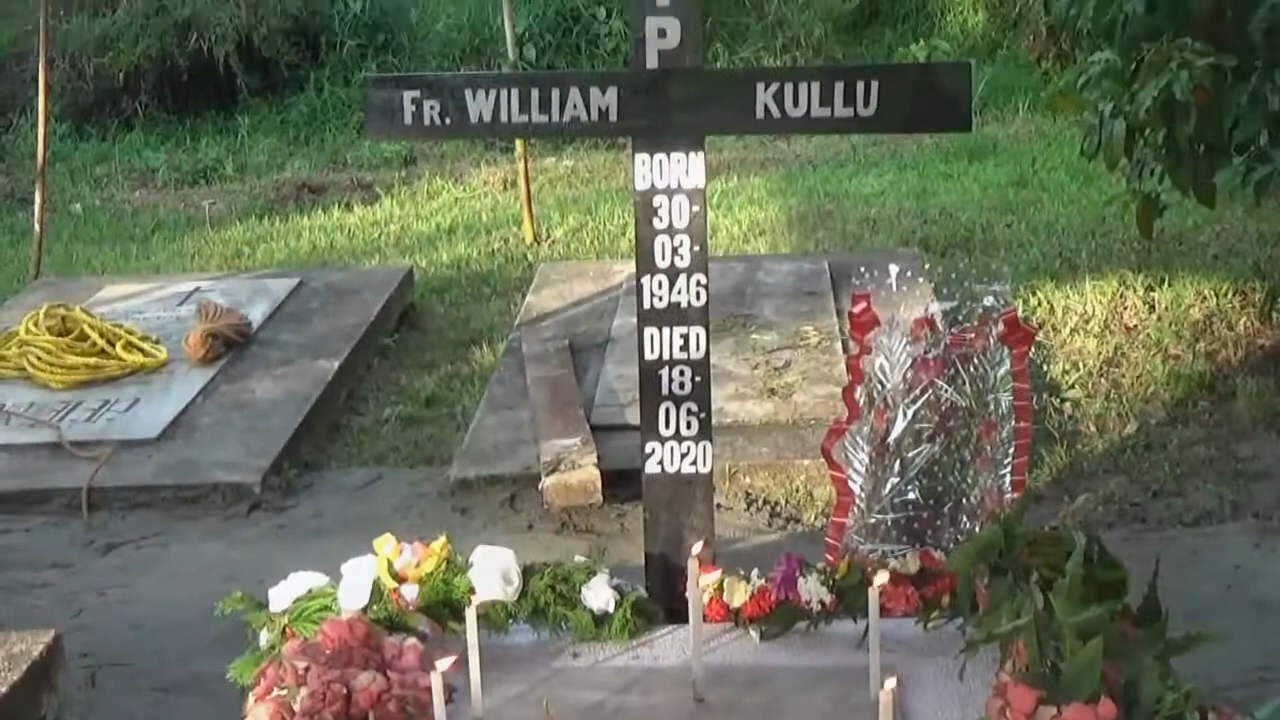 P
FR. WILLIAM KULLU
BORN
30-
03-
1946
DIED
18-
06-
2020